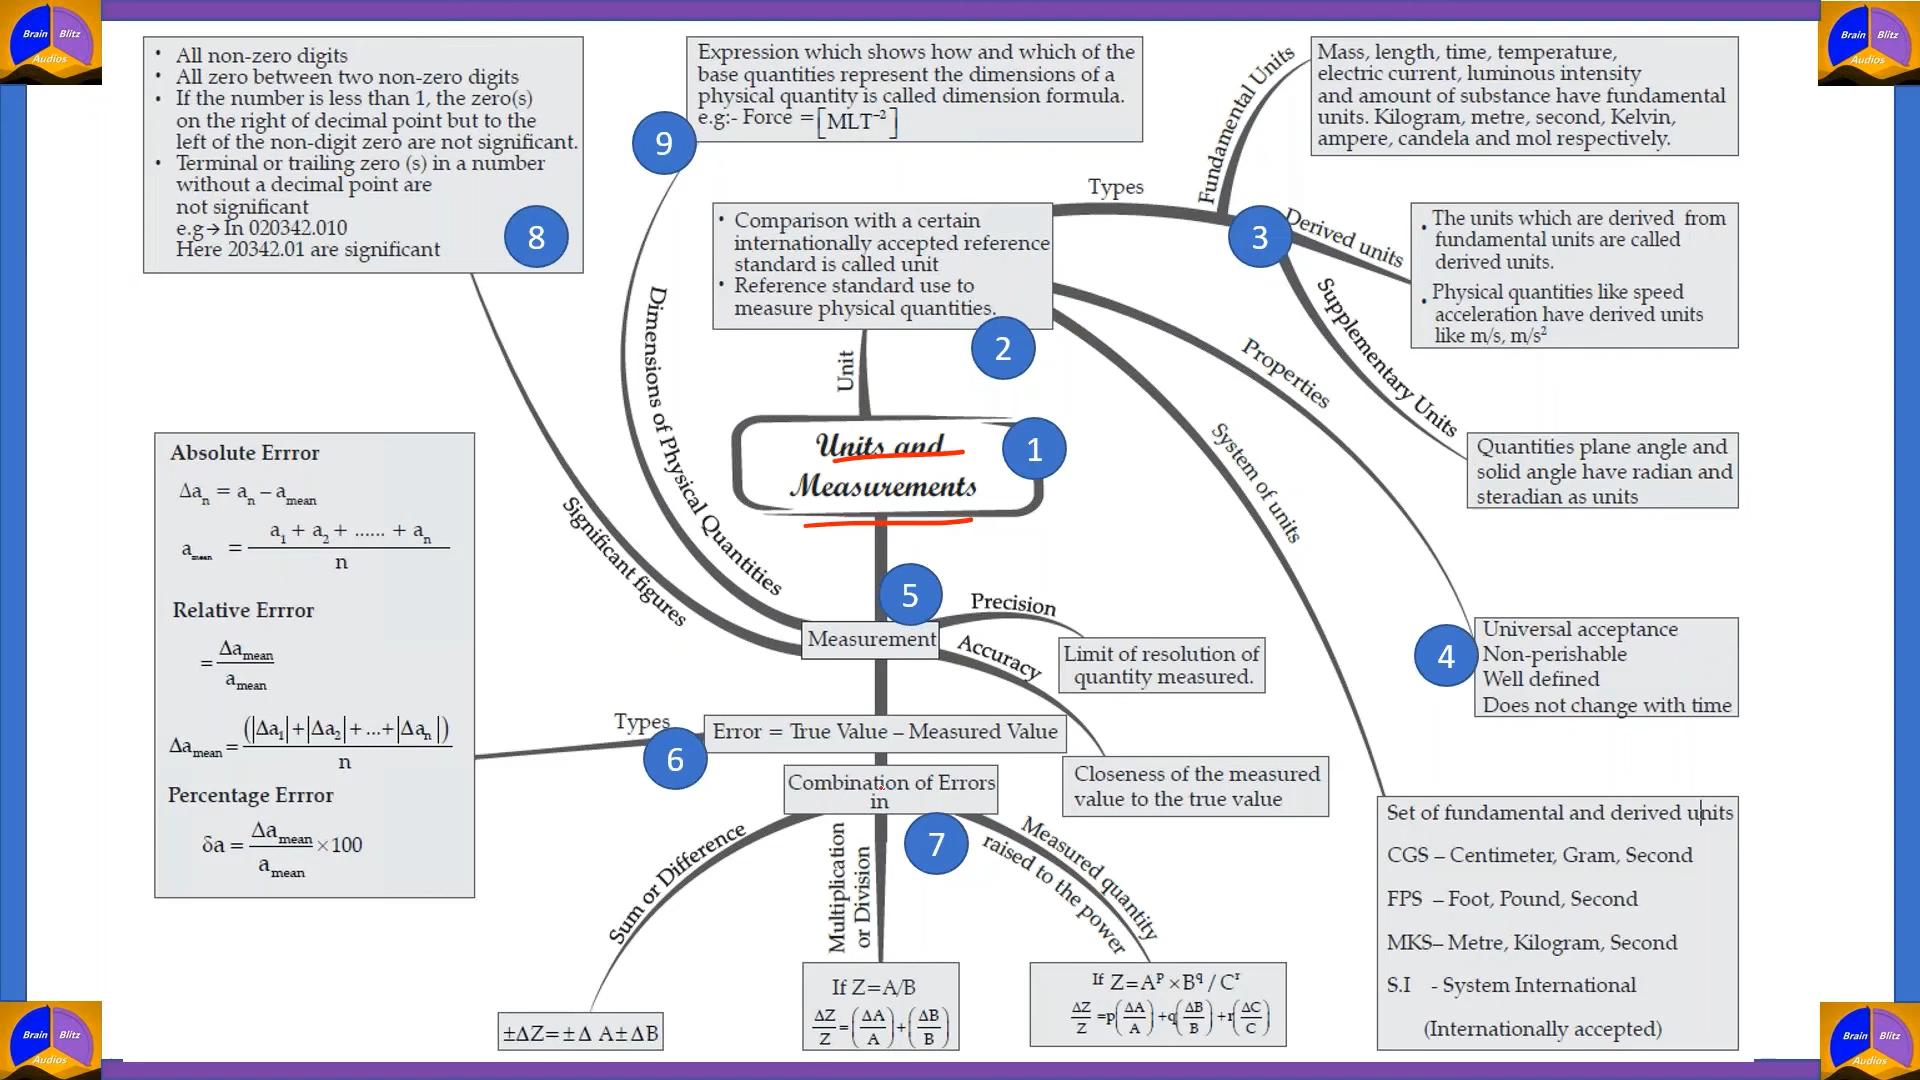 Brain Blitz
Audios
Brain Blitz
Audios
• All non-zero digits
• All zero between two non-zero digits
• If the number is less than 1, the zero(s)
on the right of decimal point but to the
left of the non-digit zero are not significant.
• Terminal or trailing zero (s) in a number
without a decimal point are
not significant
e.g→ In 020342.010
Here 20342.01 are significant
8
Expression which shows how and which of the
base quantities represent the dimensions of a
physical quantity is called dimension formula.
e.g:- Force = [MLT⁻²]
9
Fundamental Units
Mass, length, time, temperature,
electric current, luminous intensity
and amount of substance have fundamental
units. Kilogram, metre, second, Kelvin,
ampere, candela and mol respectively.
Types
3
Derived units
• The units which are derived from
fundamental units are called
derived units.
• Physical quantities like speed
acceleration have derived units
like m/s, m/s²
• Comparison with a certain
internationally accepted reference
standard is called unit
• Reference standard use to
measure physical quantities.
2
Unit
Supplementary Units
Quantities plane angle and
solid angle have radian and
steradian as units
Properties
System of units
Dimensions of Physical Quantities
Significant figures
Units and
Measurements
1
Absolute Errror
Δaₙ = aₙ – a_mean
a_mean = (a₁ + a₂ + ...... + aₙ) / n
Relative Errror
= Δa_mean / a_mean
Δa_mean = (|Δa₁|+|Δa₂|+...+|Δaₙ|) / n
Percentage Errror
δa = Δa_mean / a_mean ×100
5
Measurement
Precision
Limit of resolution of
quantity measured.
Accuracy
Closeness of the measured
value to the true value
4
Universal acceptance
Non-perishable
Well defined
Does not change with time
Types
6
Error = True Value – Measured Value
Combination of Errors
in
7
Sum or Difference
Multiplication
or Division
Measured quantity
raised to the power
±ΔZ=±Δ A±ΔB
If Z=A/B
ΔZ/Z = (ΔA/A) + (ΔB/B)
If Z=Aᵖ ×B^q / Cʳ
ΔZ/Z =p(ΔA/A) +q(ΔB/B) +r(ΔC/C)
Set of fundamental and derived units
CGS – Centimeter, Gram, Second
FPS – Foot, Pound, Second
MKS– Metre, Kilogram, Second
S.I - System International
(Internationally accepted)
Brain Blitz
Audios
Brain Blitz
Audios